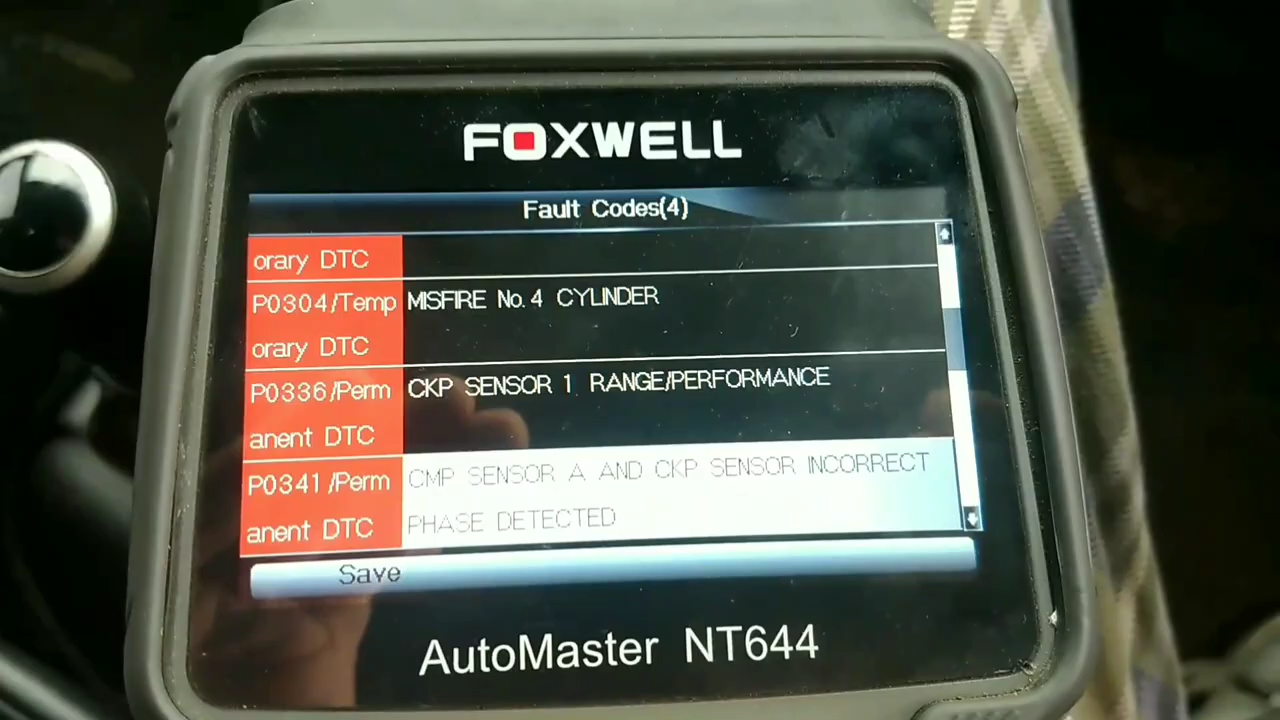 FOXWELL
Fault Codes(4)
orary DTC
P0304/Temp MISFIRE No.4 CYLINDER
orary DTC
P0336/Perm CKP SENSOR 1 RANGE/PERFORMANCE
anent DTC
P0341/Perm CMP SENSOR A AND CKP SENSOR INCORRECT
anent DTC PHASE DETECTED
Save
AutoMaster NT644